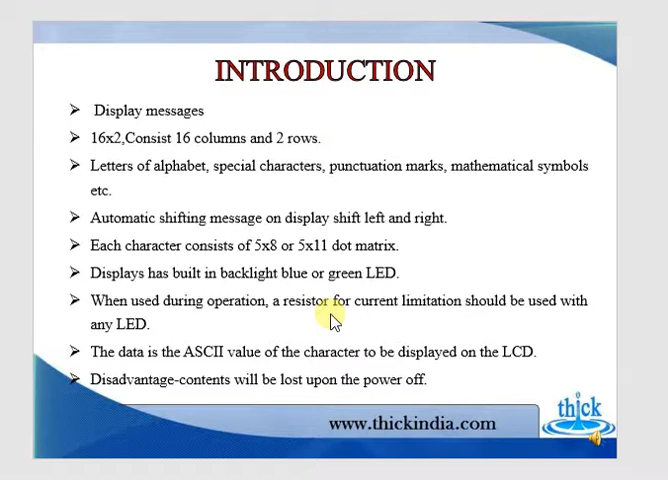 INTRODUCTION
➢ Display messages
➢ 16x2,Consist 16 columns and 2 rows.
➢ Letters of alphabet, special characters, punctuation marks, mathematical symbols
etc.
➢ Automatic shifting message on display shift left and right.
➢ Each character consists of 5x8 or 5x11 dot matrix.
➢ Displays has built in backlight blue or green LED.
➢ When used during operation, a resistor for current limitation should be used with
any LED.
➢ The data is the ASCII value of the character to be displayed on the LCD.
➢ Disadvantage-contents will be lost upon the power off.
www.thickindia.com
thick